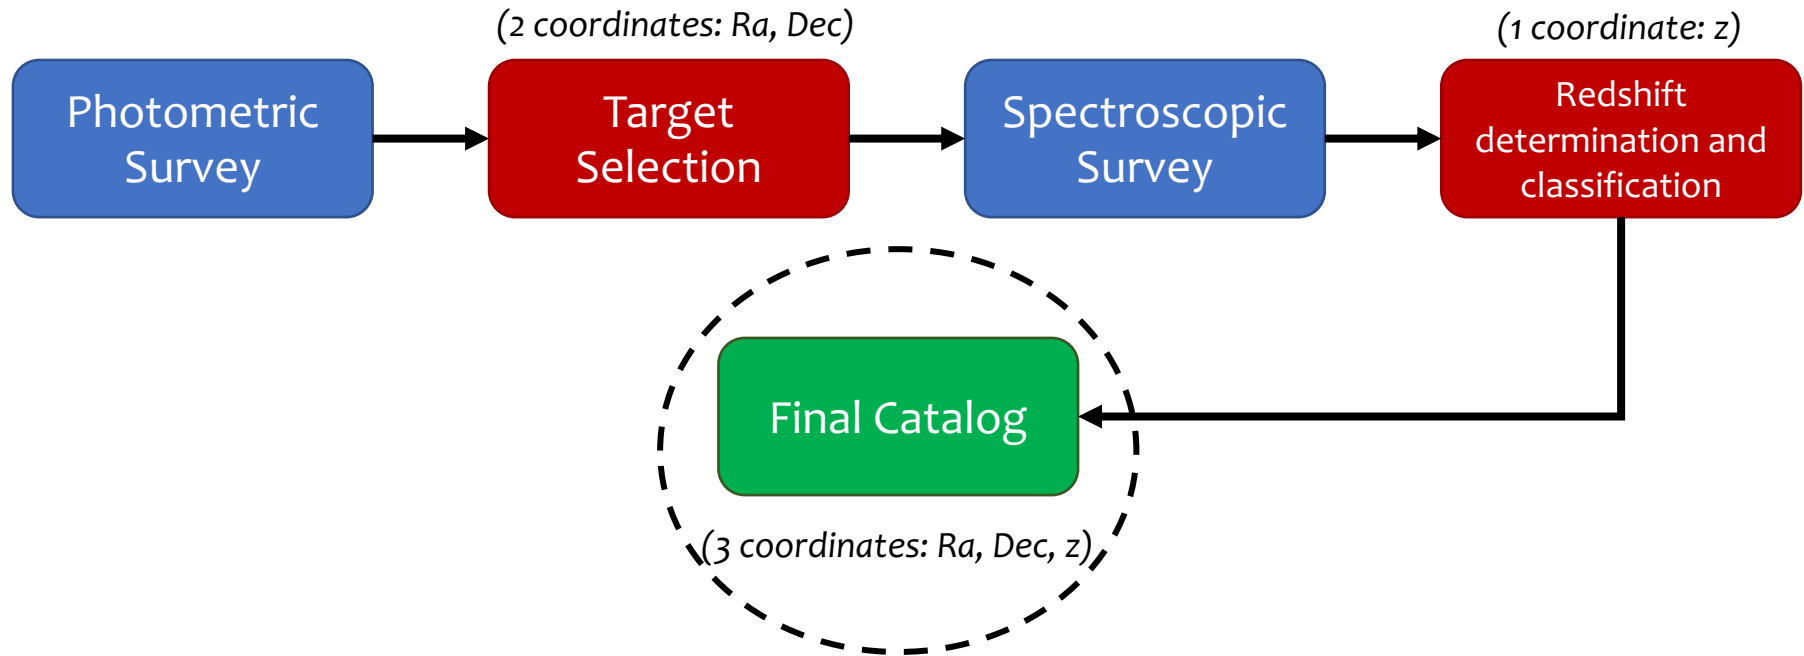 (2 coordinates: Ra, Dec)
(1 coordinate: z)
Photometric
Survey
Target
Selection
Spectroscopic
Survey
Redshift
determination and
classification
Final Catalog
(3 coordinates: Ra, Dec, z)